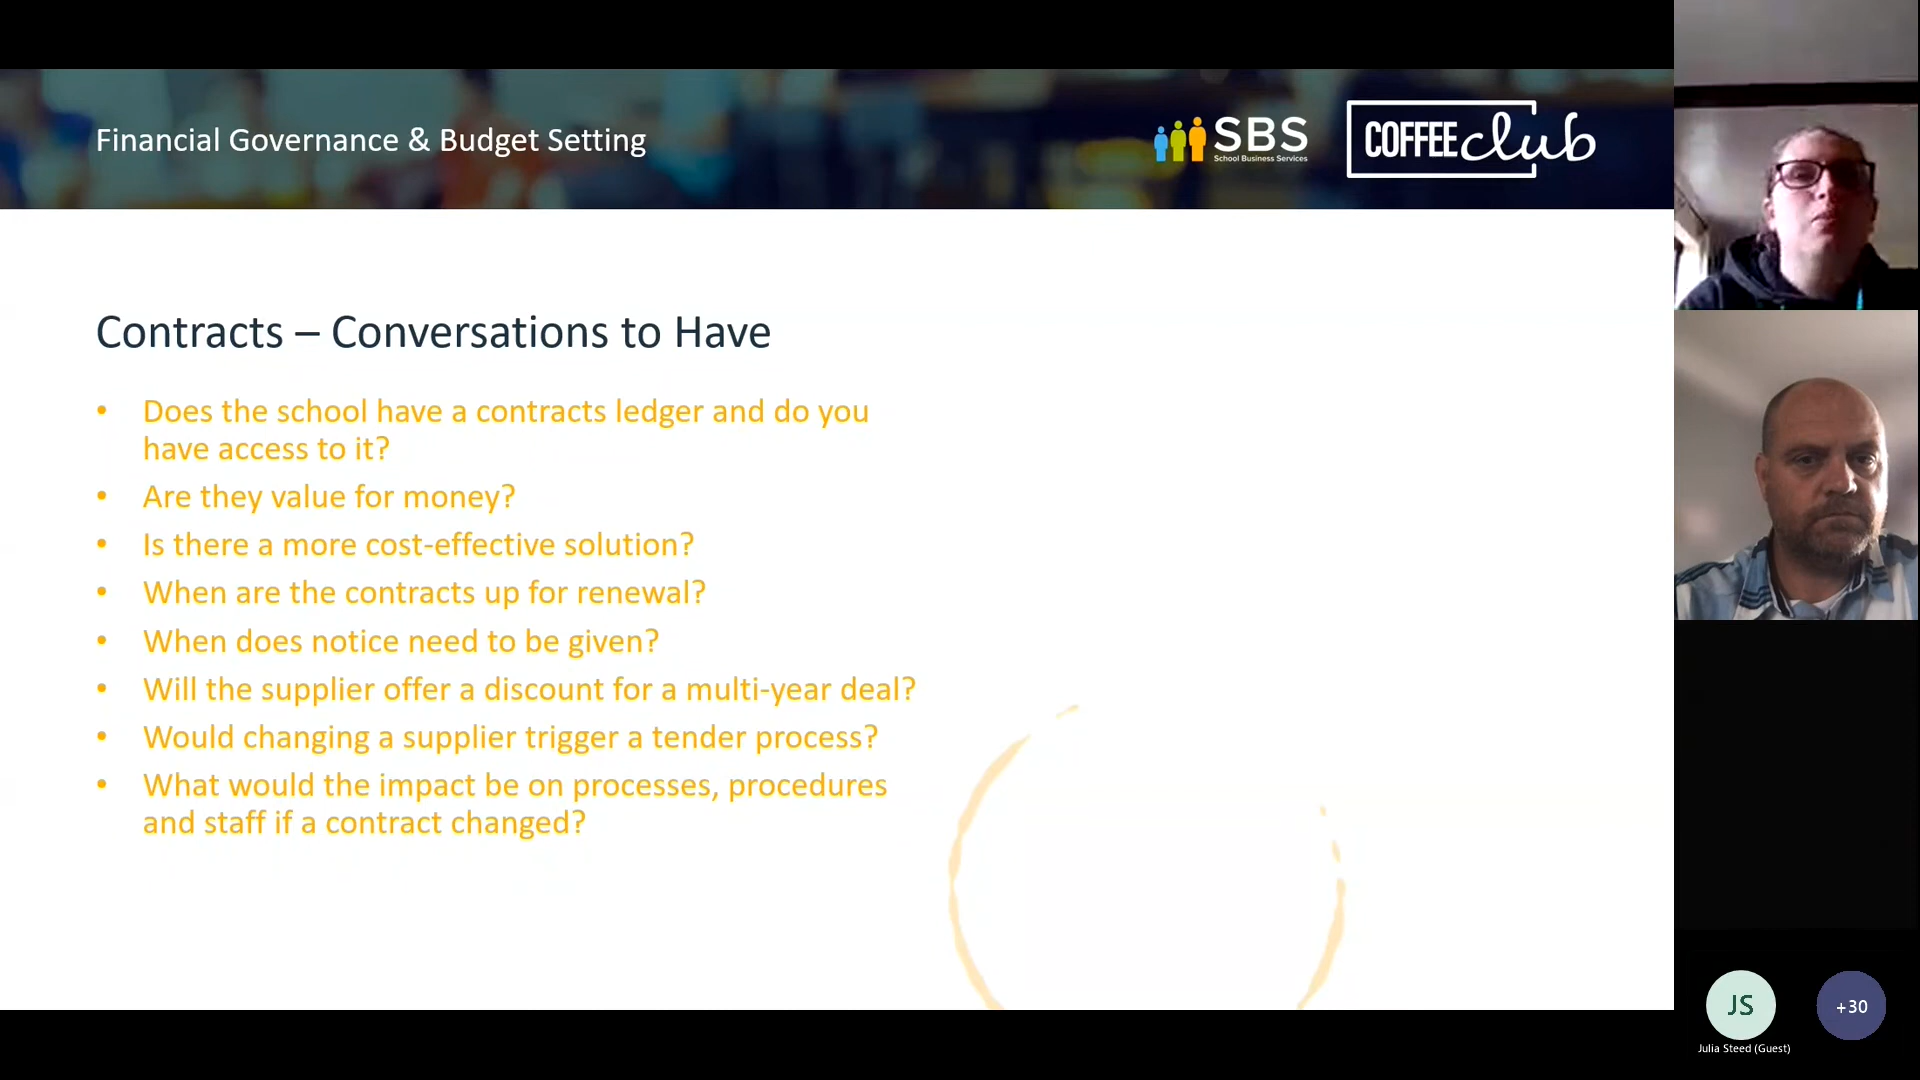 Financial Governance & Budget Setting
SBS
School Business Services
COFFEE club
Contracts – Conversations to Have
• Does the school have a contracts ledger and do you
have access to it?
• Are they value for money?
• Is there a more cost-effective solution?
• When are the contracts up for renewal?
• When does notice need to be given?
• Will the supplier offer a discount for a multi-year deal?
• Would changing a supplier trigger a tender process?
• What would the impact be on processes, procedures
and staff if a contract changed?
JS
+30
Julia Steed (Guest)